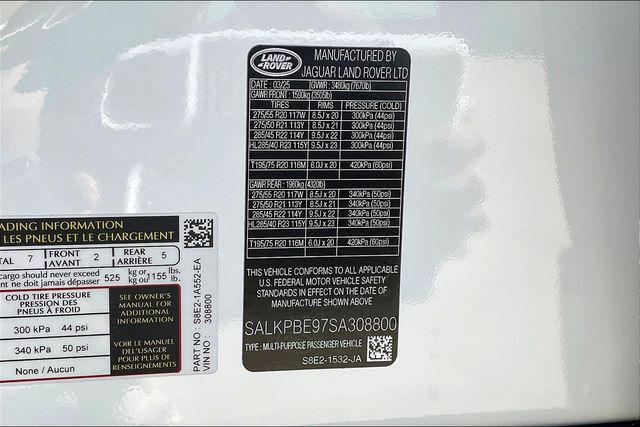 LAND-
ROVER
MANUFACTURED BY
JAGUAR LAND ROVER LTD
DATE : 03/25 GVWR : 3480kg (7670lb)
GAWR FRONT : 1590kg (3505lb)
TIRES RIMS PRESSURE (COLD)
275/55 R20 117W 8.5J x 20 300kPa (44psi)
275/50 R21 113Y 8.5J x 21 300kPa (44psi)
285/45 R22 114Y 9.5J x 22 300kPa (44psi)
HL285/40 R23 115Y 9.5J x 23 300kPa (44psi)
T195/75 R20 116M 6.0J x 20 420kPa (60psi)
GAWR REAR : 1960kg (4320lb)
275/55 R20 117W 8.5J x 20 340kPa (50psi)
275/50 R21 113Y 8.5J x 21 340kPa (50psi)
285/45 R22 114Y 9.5J x 22 340kPa (50psi)
HL285/40 R23 115Y 9.5J x 23 340kPa (50psi)
T195/75 R20 116M 6.0J x 20 420kPa (60psi)
THIS VEHICLE CONFORMS TO ALL APPLICABLE
U.S. FEDERAL MOTOR VEHICLE SAFETY
STANDARDS IN EFFECT ON THE DATE OF
MANUFACTURE SHOWN ABOVE
SALKPBE97SA308800
TYPE : MULTI-PURPOSE PASSENGER VEHICLE
S8E2-1532-JA
ADING INFORMATION
LES PNEUS ET LE CHARGEMENT
TAL 7 FRONT AVANT 2 REAR ARRIÈRE 5
cargo should never exceed 525 kg or 1155 lbs.
ent ne doit jamais dépasser kg ou lb.
COLD TIRE PRESSURE
PRESSION DES
PNEUS À FROID
300 kPa 44 psi
340 kPa 50 psi
None / Aucun
SEE OWNER'S
MANUAL FOR
ADDITIONAL
INFORMATION
VOIR LE MANUEL
DE L'USAGER
POUR PLUS DE
RENSEIGNEMENTS
PART NO : S8E2-1A552-EA
VIN NO : 308800